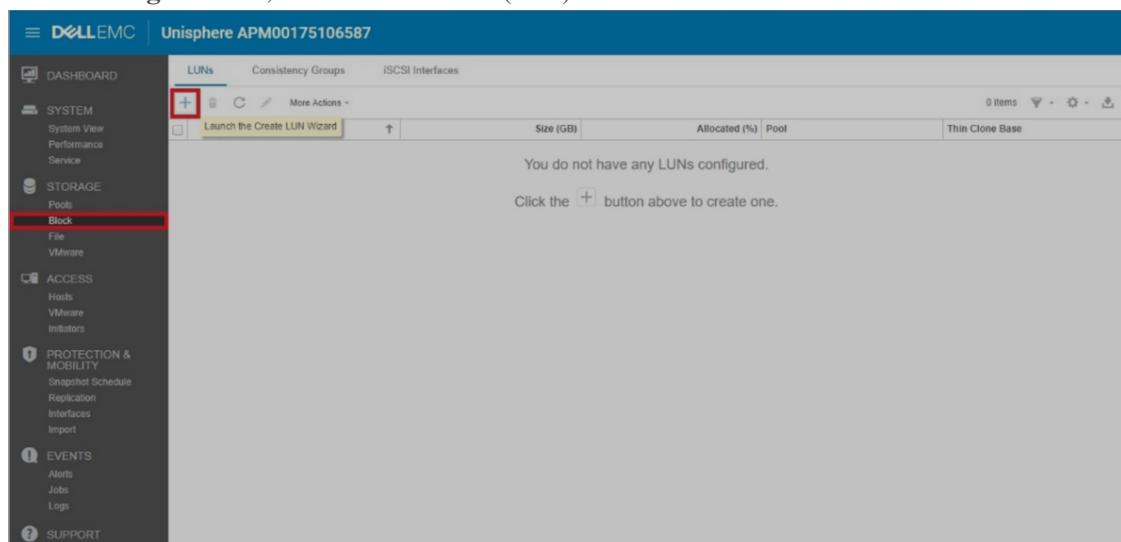 DELLEMC Unisphere APM00175106587
DASHBOARD
SYSTEM
System View
Performance
Service
STORAGE
Pools
Block
File
VMware
ACCESS
Hosts
VMware
Initiators
PROTECTION &
MOBILITY
Snapshot Schedule
Replication
Interfaces
Import
EVENTS
Alerts
Jobs
Logs
SUPPORT
LUNs Consistency Groups iSCSI Interfaces
More Actions
0 items
Launch the Create LUN Wizard
Size (GB) Allocated (%) Pool Thin Clone Base
You do not have any LUNs configured.
Click the + button above to create one.